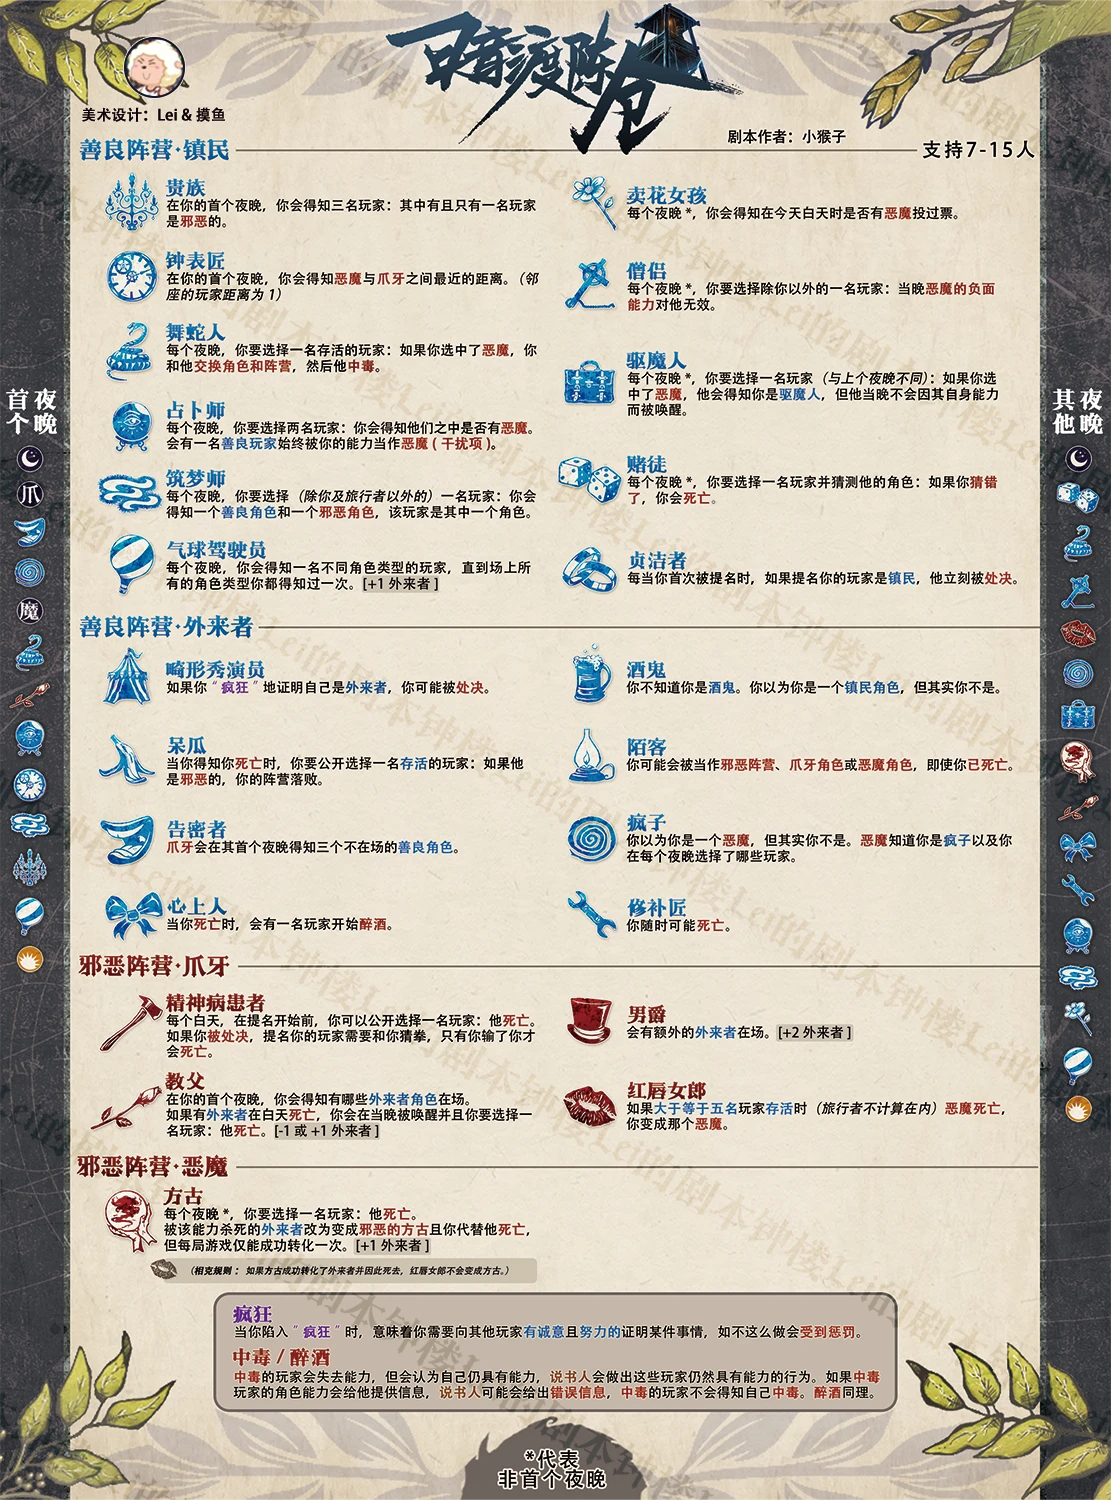 暗渡陈仓
美术设计：Lei & 摸鱼
剧本作者：小猴子
善良阵营·镇民
支持7-15人
贵族
在你的首个夜晚，你会得知三名玩家：其中有且只有一名玩家
是邪恶的。
钟表匠
在你的首个夜晚，你会得知恶魔与爪牙之间最近的距离。（邻
座的玩家距离为 1）
舞蛇人
每个夜晚，你要选择一名存活的玩家：如果你选中了恶魔，你
和他交换角色和阵营，然后他中毒。
占卜师
每个夜晚，你要选择两名玩家：你会得知他们之中是否有恶魔。
会有一名善良玩家始终被你的能力当作恶魔 ( 干扰项 )。
筑梦师
每个夜晚，你要选择（除你及旅行者以外的）一名玩家：你会
得知一个善良角色和一个邪恶角色，该玩家是其中一个角色。
气球驾驶员
每个夜晚，你会得知一名不同角色类型的玩家，直到场上所
有的角色类型你都得知过一次。[+1 外来者 ]
卖花女孩
每个夜晚 *，你会得知在今天白天时是否有恶魔投过票。
僧侣
每个夜晚 *，你要选择除你以外的一名玩家：当晚恶魔的负面
能力对他无效。
驱魔人
每个夜晚 *，你要选择一名玩家（与上个夜晚不同）：如果你选
中了恶魔，他会得知你是驱魔人，但他当晚不会因其自身能力
而被唤醒。
赌徒
每个夜晚 *，你要选择一名玩家并猜测他的角色：如果你猜错
了，你会死亡。
贞洁者
每当你首次被提名时，如果提名你的玩家是镇民，他立刻被处决。
善良阵营·外来者
畸形秀演员
如果你＂疯狂＂地证明自己是外来者，你可能被处决。
呆瓜
当你得知你死亡时，你要公开选择一名存活的玩家：如果他
是邪恶的，你的阵营落败。
告密者
爪牙会在其首个夜晚得知三个不在场的善良角色。
心上人
当你死亡时，会有一名玩家开始醉酒。
酒鬼
你不知道你是酒鬼。你以为你是一个镇民角色，但其实你不是。
陌客
你可能会被当作邪恶阵营、爪牙角色或恶魔角色，即使你已死亡。
疯子
你以为你是一个恶魔，但其实你不是。恶魔知道你是疯子以及你
在每个夜晚选择了哪些玩家。
修补匠
你随时可能死亡。
邪恶阵营·爪牙
精神病患者
每个白天，在提名开始前，你可以公开选择一名玩家：他死亡。
如果你被处决，提名你的玩家需要和你猜拳，只有你输了你才
会死亡。
教父
在你的首个夜晚，你会得知有哪些外来者角色在场。
如果有外来者在白天死亡，你会在当晚被唤醒并且你要选择一
名玩家：他死亡。[-1 或 +1 外来者 ]
男爵
会有额外的外来者在场。[+2 外来者 ]
红唇女郎
如果大于等于五名玩家存活时（旅行者不计算在内）恶魔死亡，
你变成那个恶魔。
邪恶阵营·恶魔
方古
每个夜晚 *，你要选择一名玩家：他死亡。
被该能力杀死的外来者改为变成邪恶的方古且你代替他死亡，
但每局游戏仅能成功转化一次。[+1 外来者 ]
（相克规则 ：如果方古成功转化了外来者并因此死去，红唇女郎不会变成方古。）
疯狂
当你陷入＂疯狂＂时，意味着你需要向其他玩家有诚意且努力的证明某件事情，如不这么做会受到惩罚。
中毒 / 醉酒
中毒的玩家会失去能力，但会认为自己仍具有能力，说书人会做出这些玩家仍然具有能力的行为。如果中毒
玩家的角色能力会给他提供信息，说书人可能会给出错误信息，中毒的玩家不会得知自己中毒。醉酒同理。
*代表
非首个夜晚
首个
夜晚
爪
魔
其他
夜晚
Lei的剧本钟楼